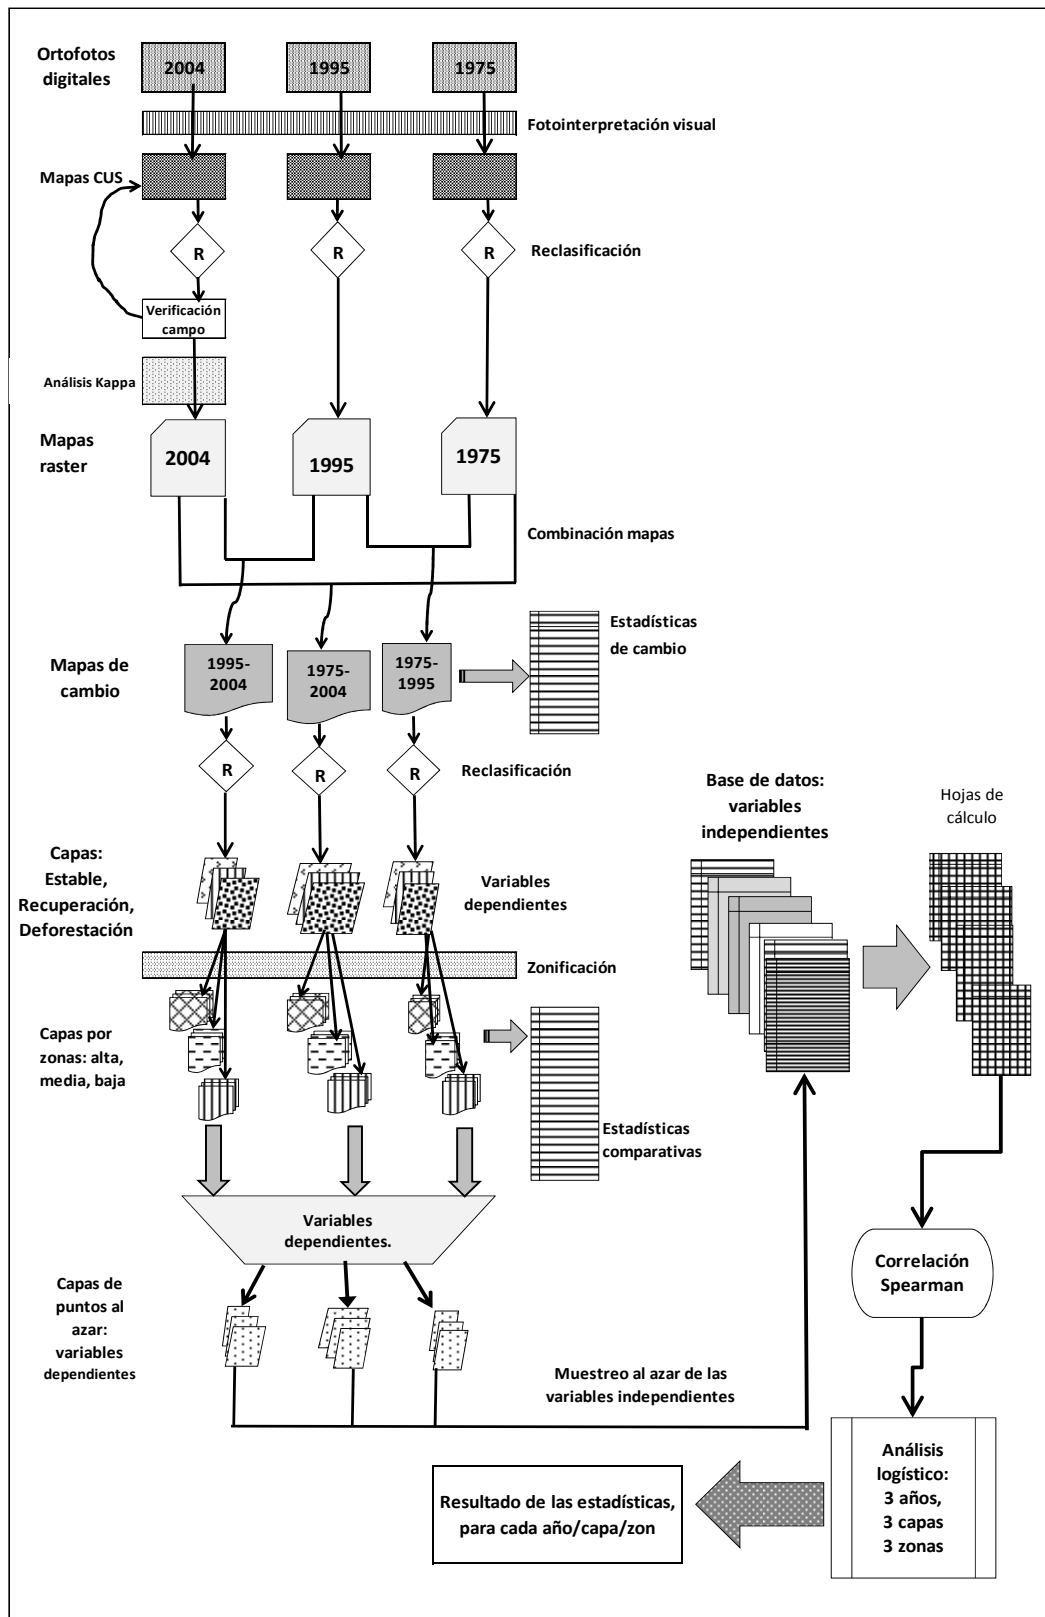 Ortofotos
digitales
2004
1995
1975
Fotointerpretación visual
Mapas CUS
R
R
R
Reclasificación
Verificación
campo
Análisis Kappa
Mapas
raster
2004
1995
1975
Combinación mapas
Mapas de
cambio
1995-
2004
1975-
2004
1975-
1995
Estadísticas
de cambio
R
R
R
Reclasificación
Capas:
Estable,
Recuperación,
Deforestación
Variables
dependientes
Base de datos:
variables
independientes
Hojas de
cálculo
Zonificación
Capas por
zonas: alta,
media, baja
Estadísticas
comparativas
Variables
dependientes.
Capas de
puntos al
azar:
variables
dependientes
Muestreo al azar de las
variables independientes
Correlación
Spearman
Análisis
logístico:
3 años,
3 capas
3 zonas
Resultado de las estadísticas,
para cada año/capa/zon